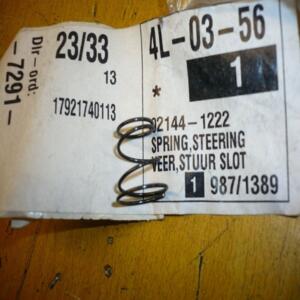 Dlr-ord:
-7291-
23/33
13
17921740113
4L-03-56
1
*
92144-1222
SPRING,STEERING
VEER,STUUR SLOT
1 987/1389